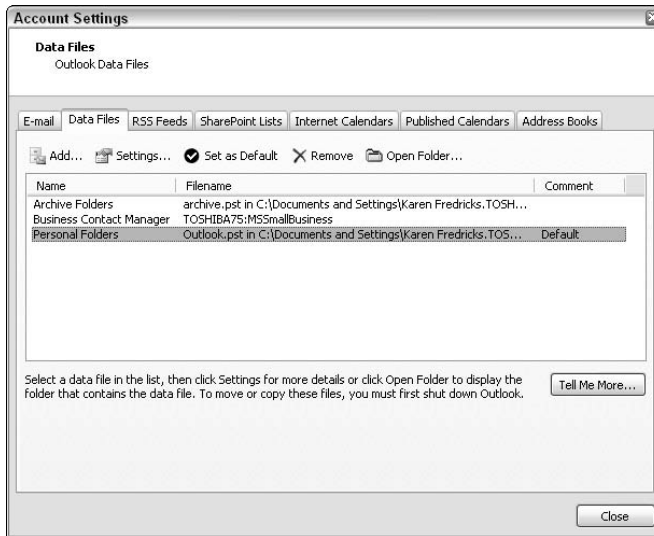 Account Settings
Data Files
Outlook Data Files
E-mail Data Files RSS Feeds SharePoint Lists Internet Calendars Published Calendars Address Books
Add... Settings... Set as Default Remove Open Folder...
Name Filename Comment
Archive Folders archive.pst in C:\Documents and Settings\Karen Fredricks.TOSH...
Business Contact Manager TOSHIBA75:MSSmallBusiness
Personal Folders Outlook.pst in C:\Documents and Settings\Karen Fredricks.TOS... Default
Select a data file in the list, then click Settings for more details or click Open Folder to display the
folder that contains the data file. To move or copy these files, you must first shut down Outlook.
Tell Me More...
Close